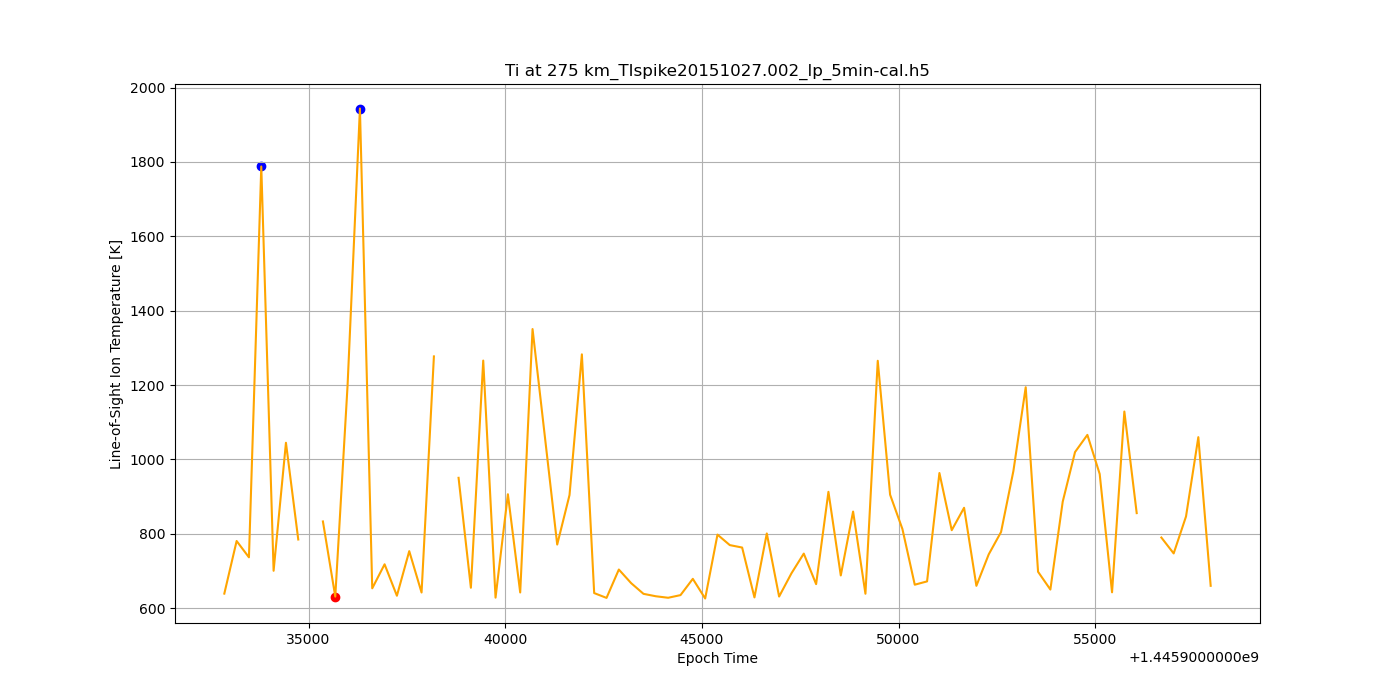 Ti at 275 km_TIspike20151027.002_lp_5min-cal.h5
Line-of-Sight Ion Temperature [K]
2000
1800
1600
1400
1200
1000
800
600
35000 40000 45000 50000 55000
Epoch Time
+1.4459000000e9